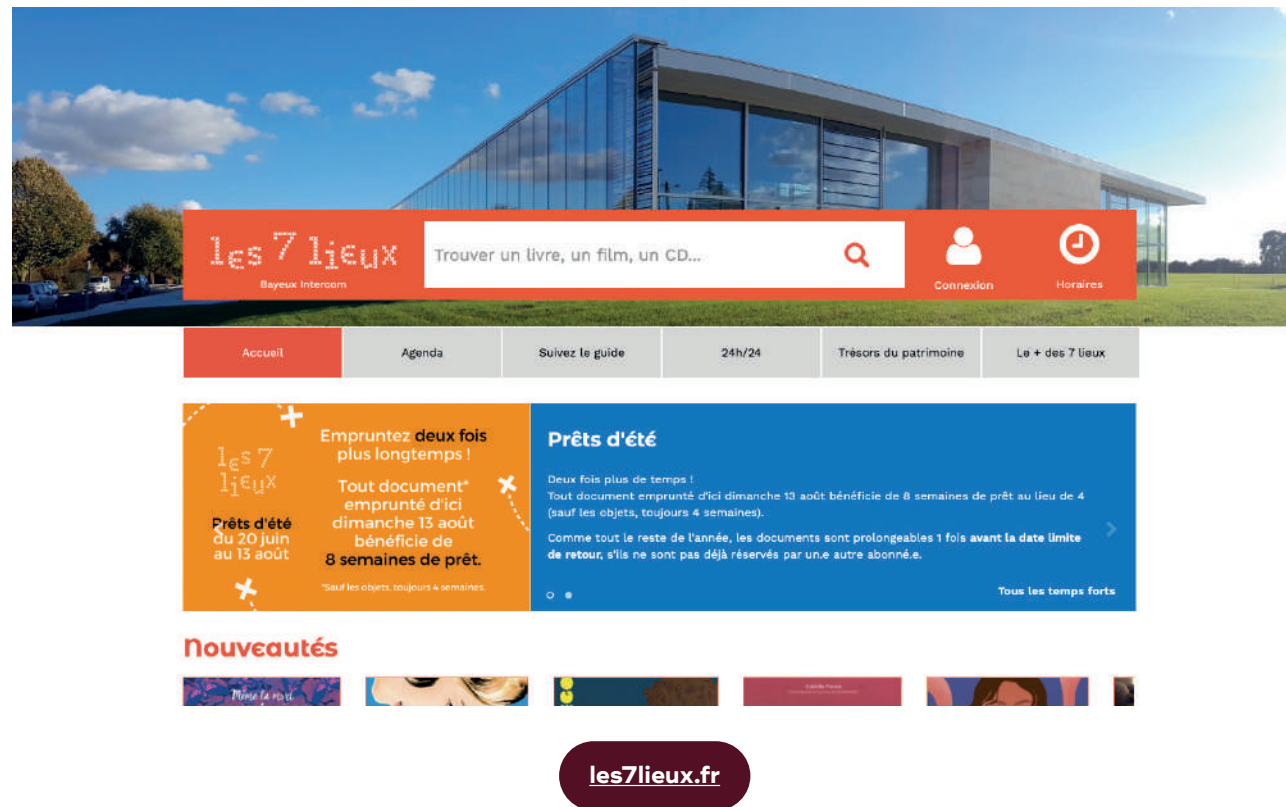 les 7 lieux
Bayeux Intercom
Trouver un livre, un film, un CD...
Connexion
Horaires
Accueil
Agenda
Suivez le guide
24h/24
Trésors du patrimoine
Le + des 7 lieux
les 7
lieux
Prêts d'été
du 20 juin
au 13 août
Empruntez deux fois
plus longtemps !
Tout document*
emprunté d'ici
dimanche 13 août
bénéficie de
8 semaines de prêt.
*Sauf les objets, toujours 4 semaines.
Prêts d'été
Deux fois plus de temps !
Tout document emprunté d'ici dimanche 13 août bénéficie de 8 semaines de prêt au lieu de 4
(sauf les objets, toujours 4 semaines).
Comme tout le reste de l'année, les documents sont prolongeables 1 fois avant la date limite
de retour, s'ils ne sont pas déjà réservés par un.e autre abonné.e.
Tous les temps forts
Nouveautés
Même la mort
les7lieux.fr